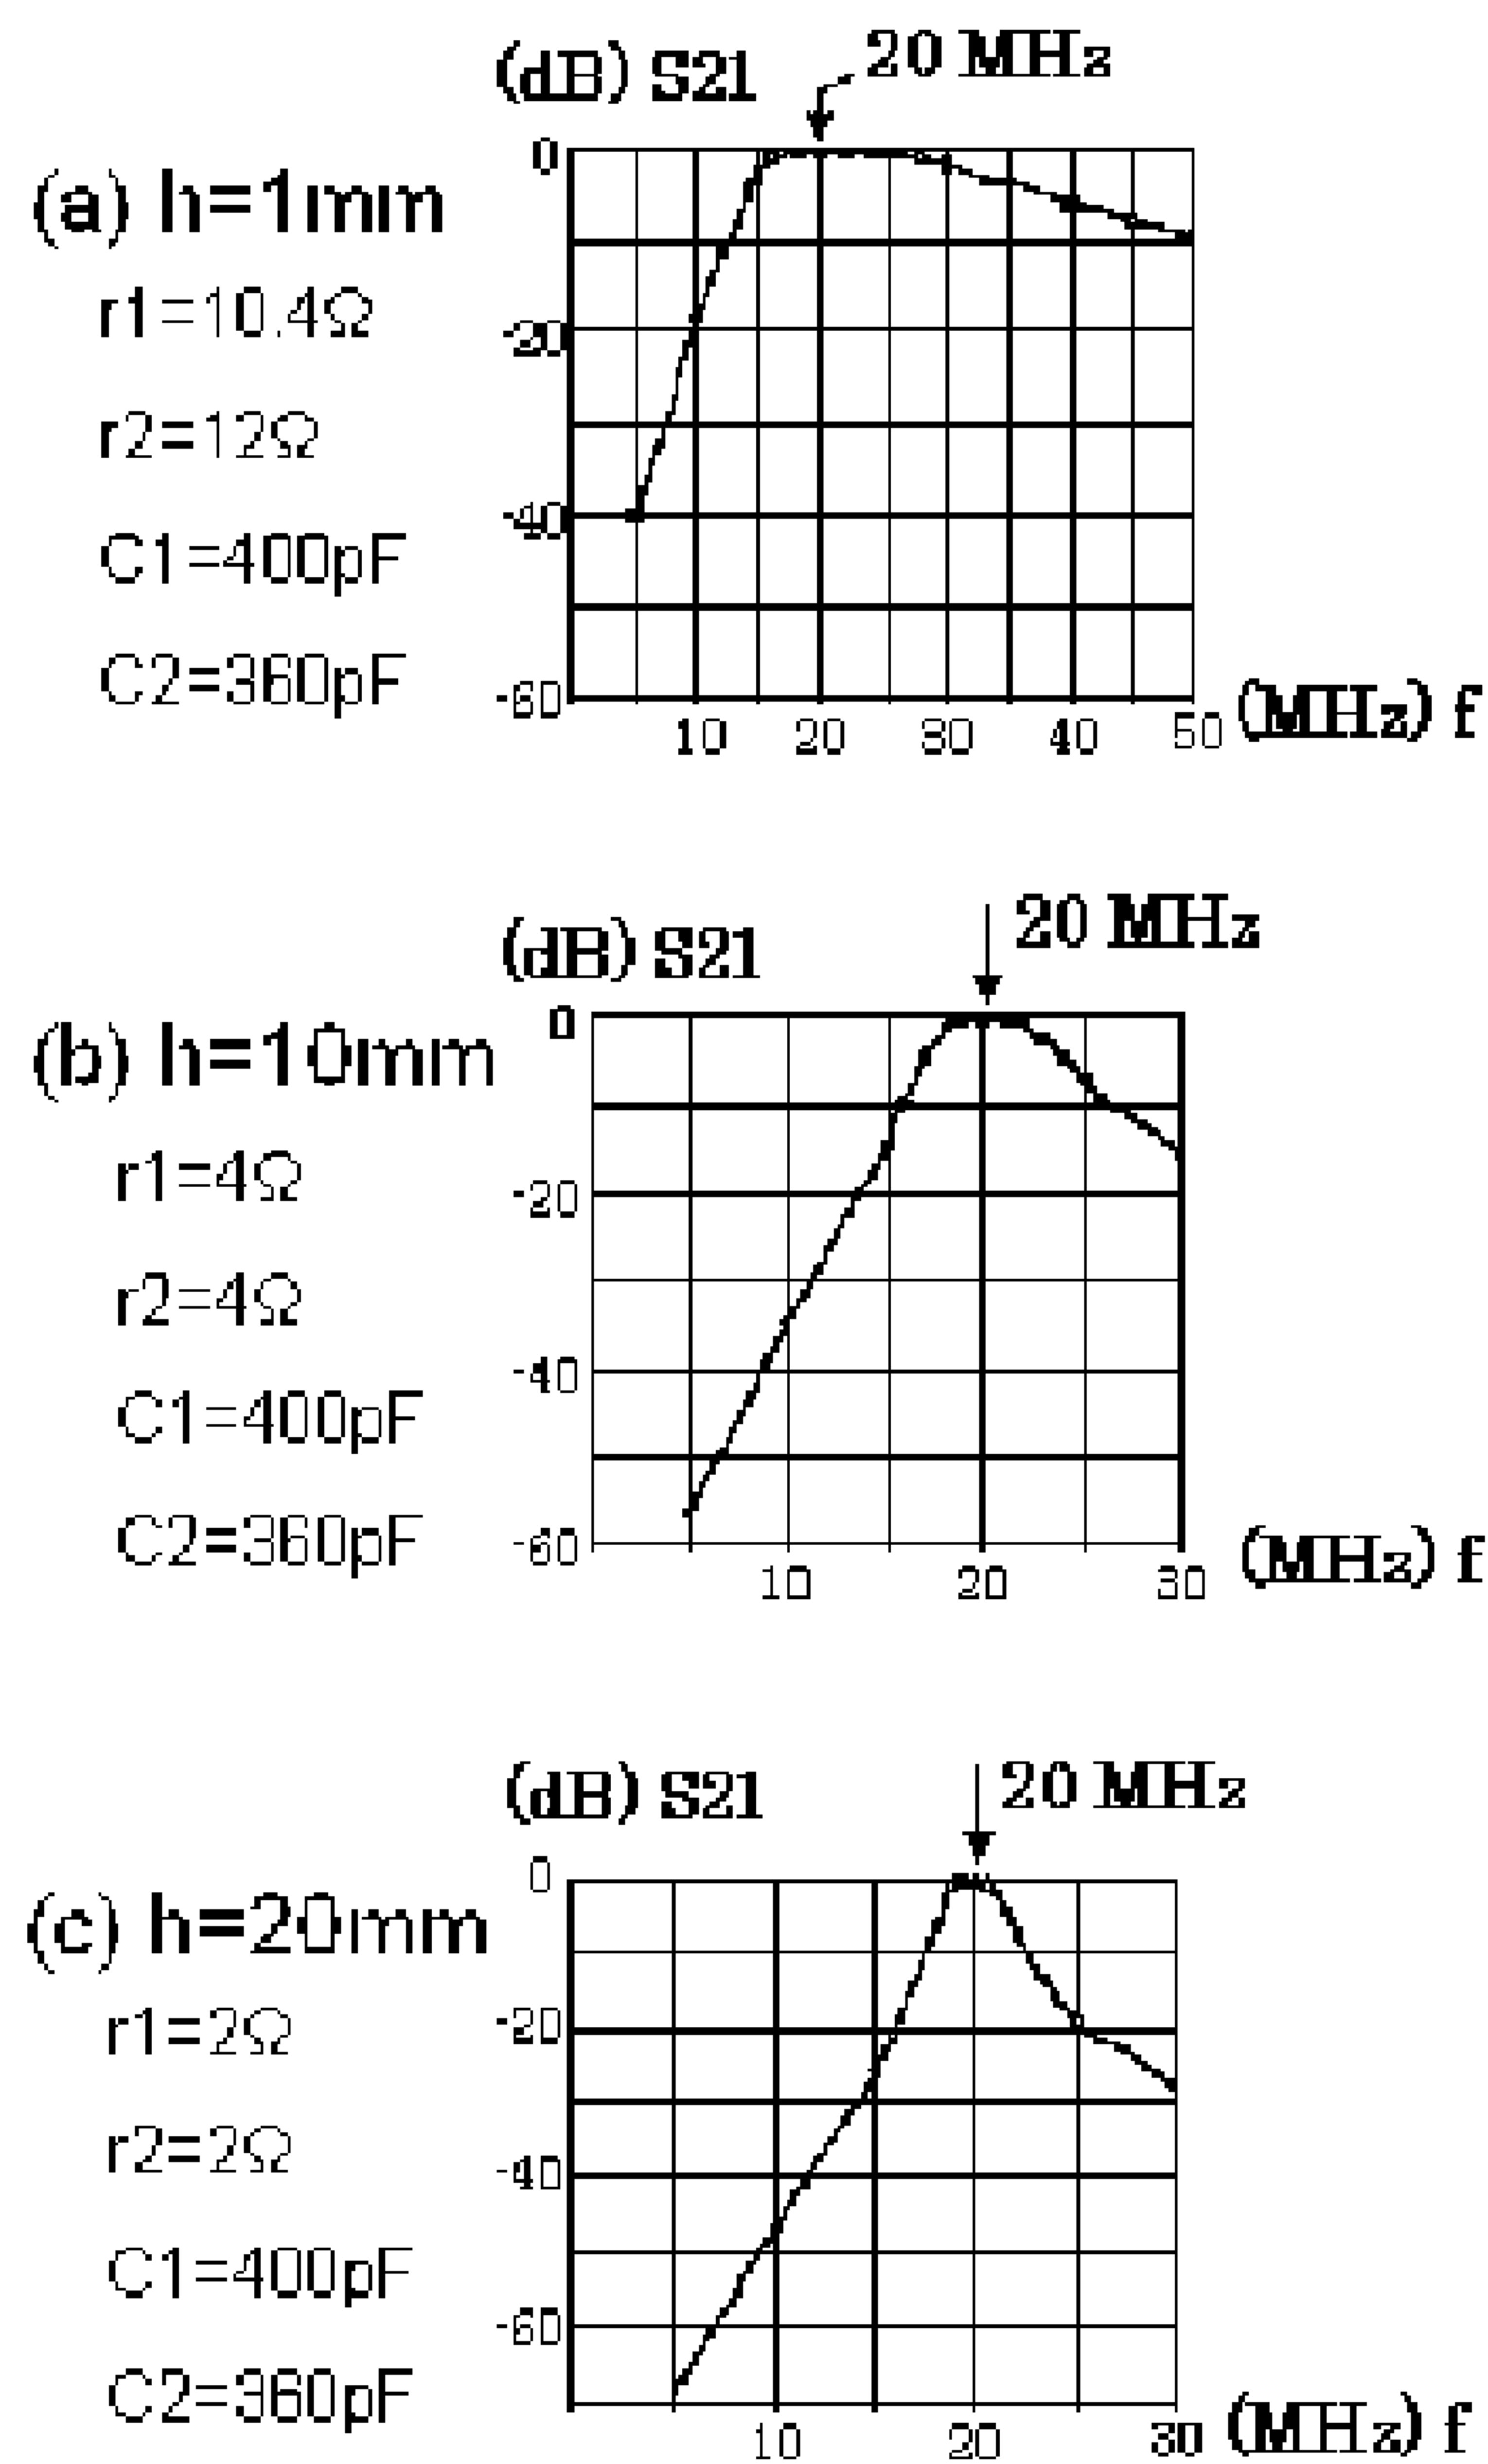 (dB) S21
20 MHz
(a) h=1mm
r1=10.4Ω
r2=12Ω
C1=400pF
C2=360pF
0
-20
-40
-60
10 20 30 40 50 (MHz) f
(dB) S21
20 MHz
(b) h=10mm
r1=4Ω
r2=4Ω
C1=400pF
C2=360pF
0
-20
-40
-60
10 20 30 (MHz) f
(dB) S21
20 MHz
(c) h=20mm
r1=2Ω
r2=2Ω
C1=400pF
C2=360pF
0
-20
-40
-60
10 20 30 (MHz) f